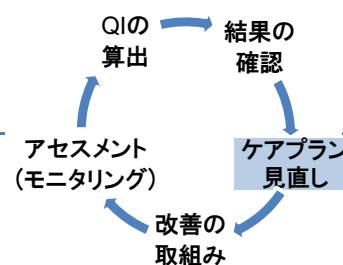 QIの
算出
結果の
確認
ケアプラン
見直し
改善の
取組み
アセスメント
(モニタリング)